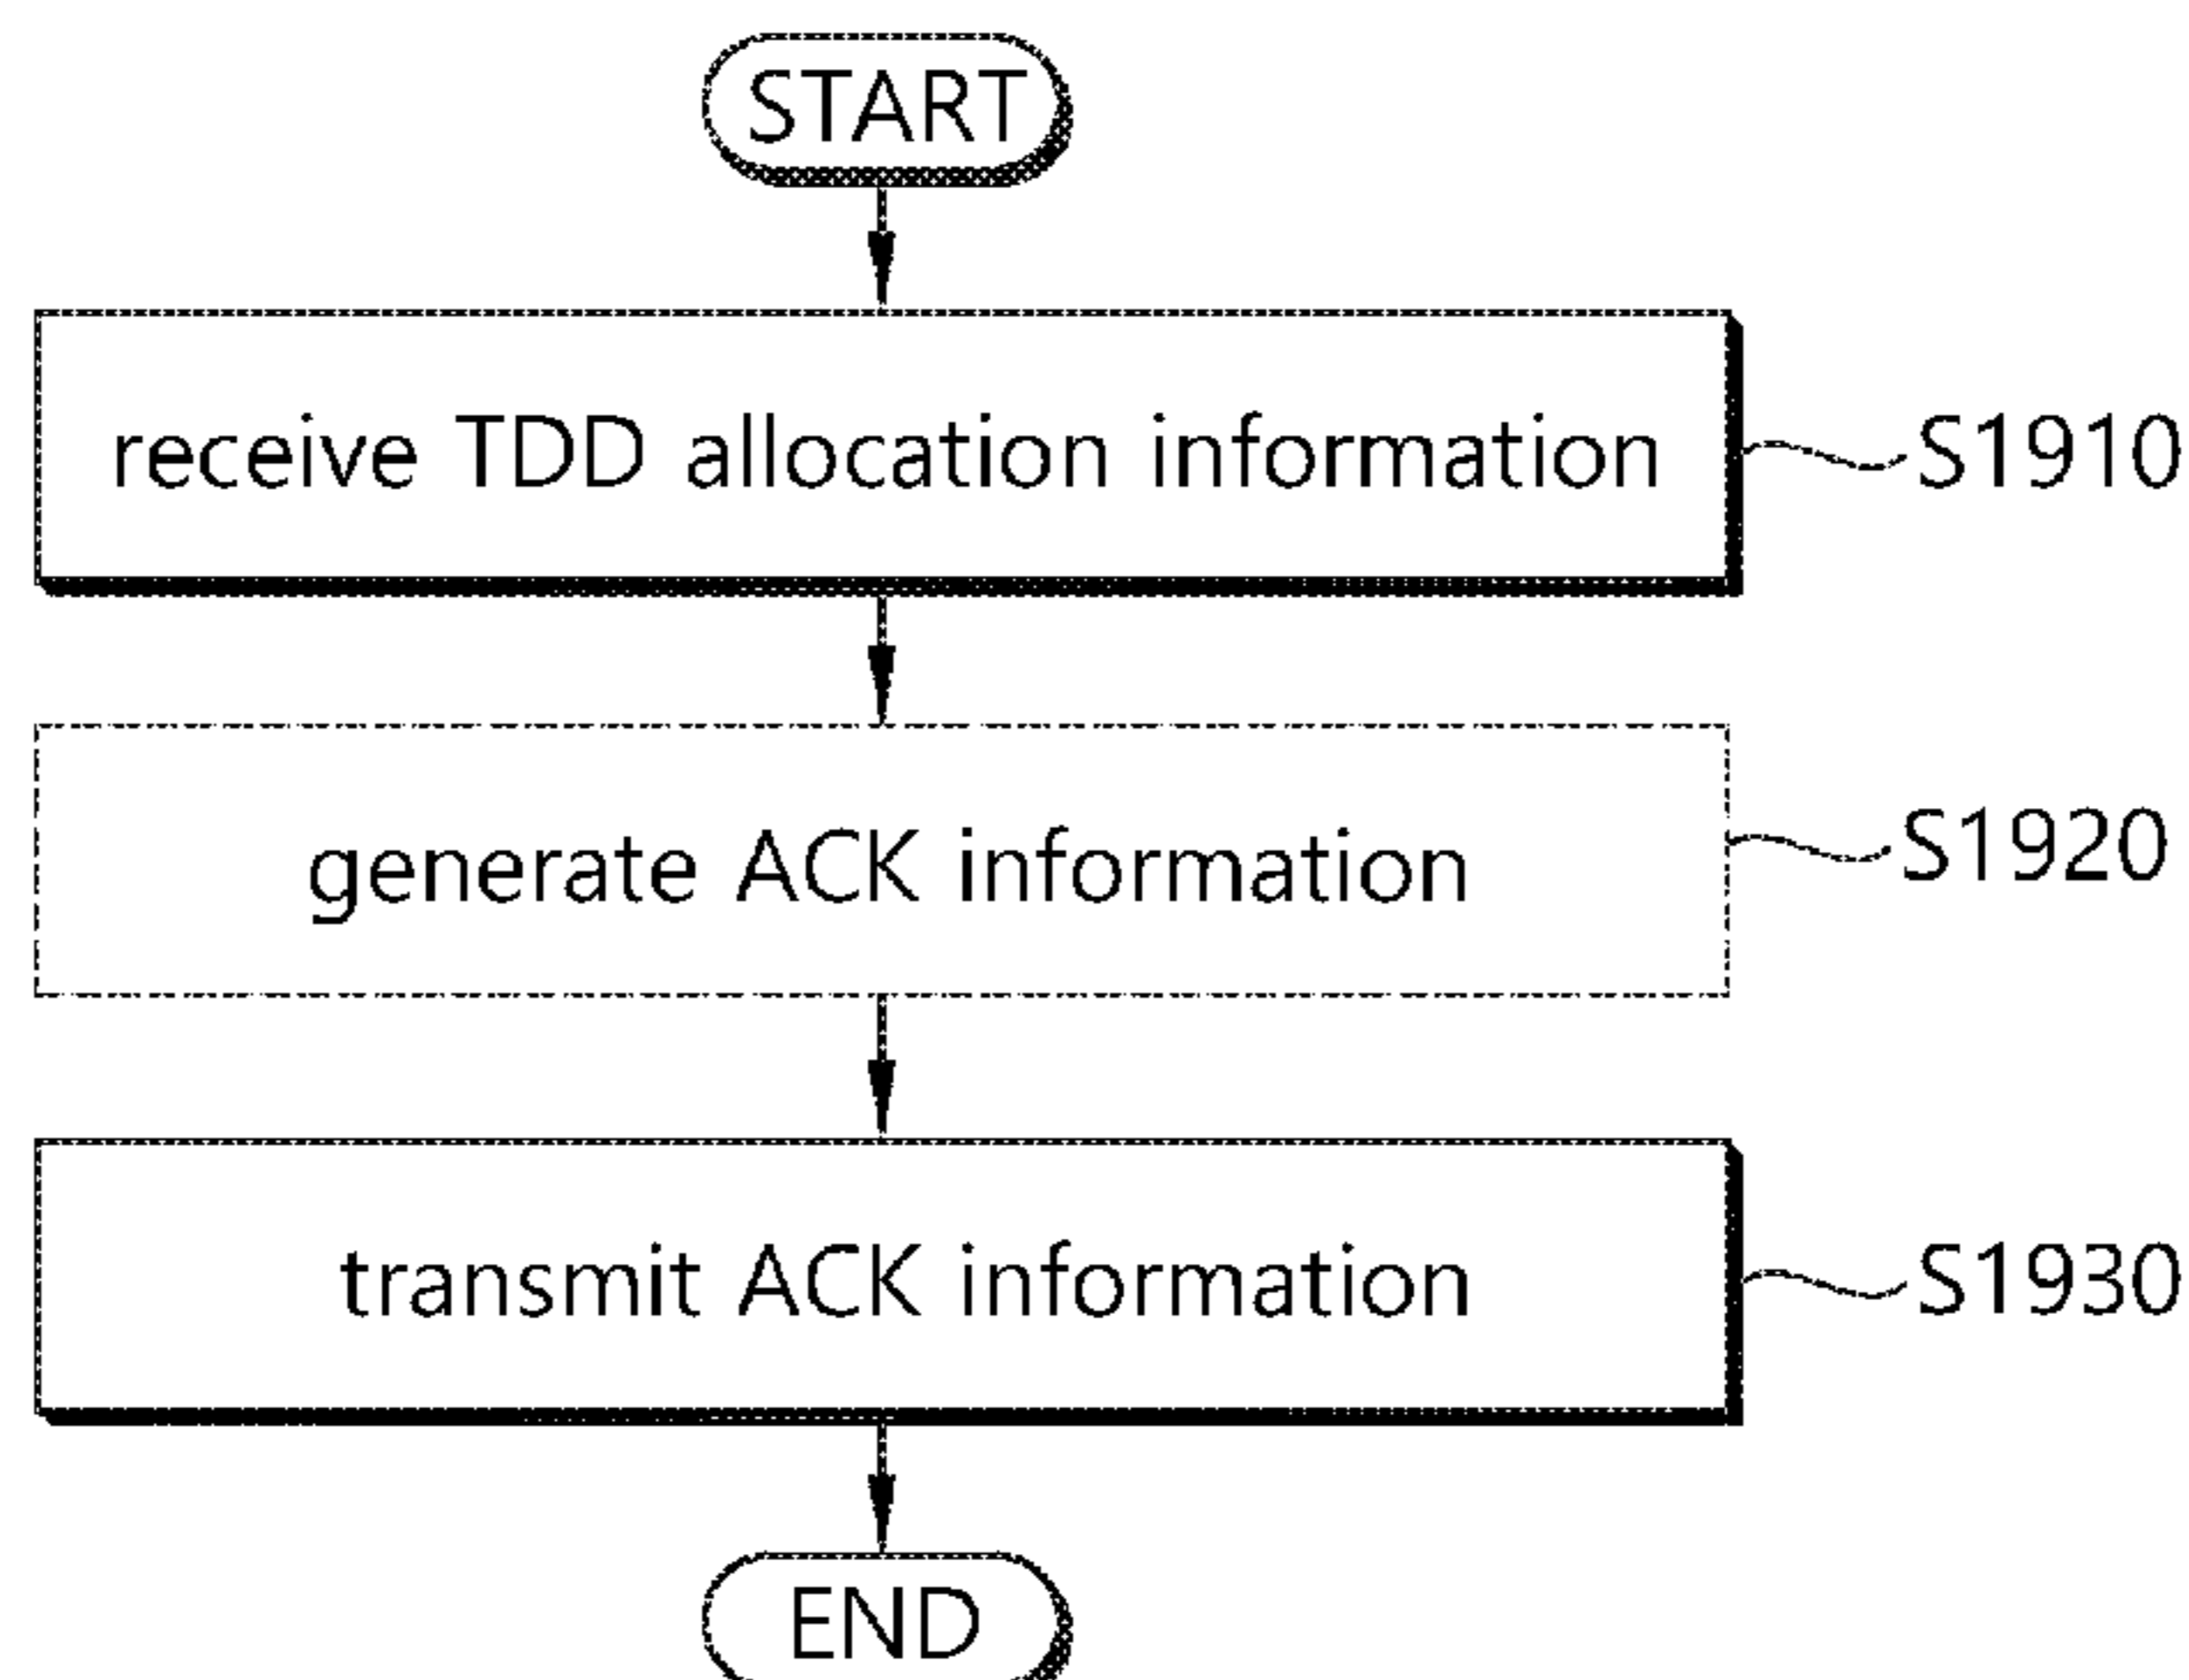 START
receive TDD allocation information
S1910
generate ACK information
S1920
transmit ACK information
S1930
END